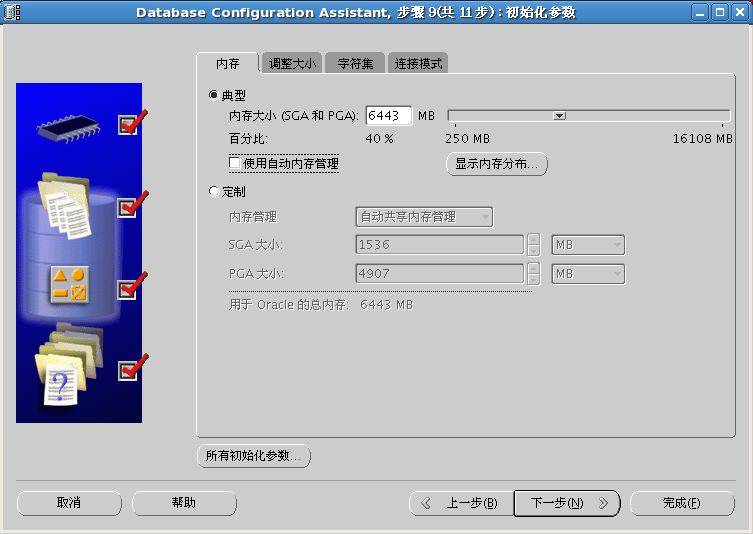 Database Configuration Assistant, 步骤 9(共 11 步) : 初始化参数
内存 调整大小 字符集 连接模式
典型
内存大小 (SGA 和 PGA): 6443 MB
百分比: 40 % 250 MB 16108 MB
使用自动内存管理 显示内存分布...
定制
内存管理 自动共享内存管理
SGA 大小: 1536 MB
PGA 大小: 4907 MB
用于 Oracle 的总内存: 6443 MB
?
所有初始化参数...
取消 帮助 上一步(B) 下一步(N) 完成(F)